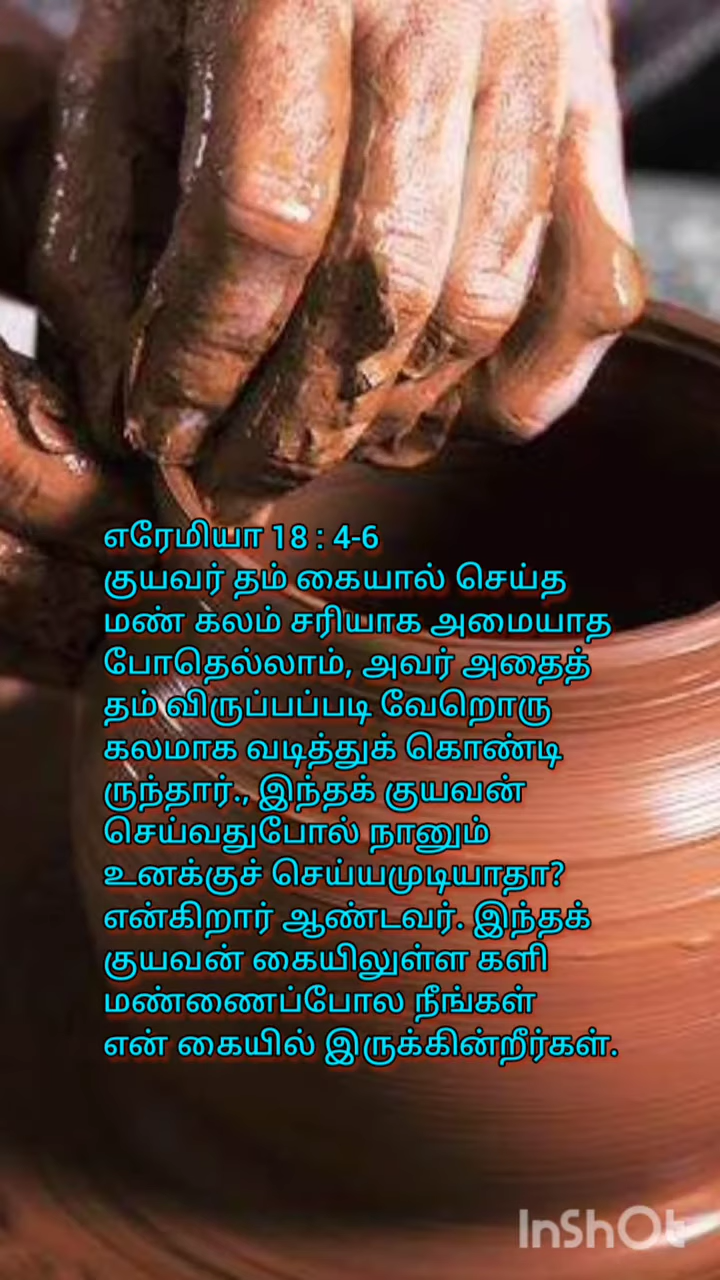 எரேமியா 18 : 4-6
குயவர் தம் கையால் செய்த
மண் கலம் சரியாக அமையாத
போதெல்லாம், அவர் அதைத்
தம் விருப்பப்படி வேறொரு
கலமாக வடித்துக் கொண்டி
ருந்தார்., இந்தக் குயவன்
செய்வதுபோல் நானும்
உனக்குச் செய்யமுடியாதா?
என்கிறார் ஆண்டவர். இந்தக்
குயவன் கையிலுள்ள களி
மண்ணைப்போல நீங்கள்
என் கையில் இருக்கின்றீர்கள்.
InShOt